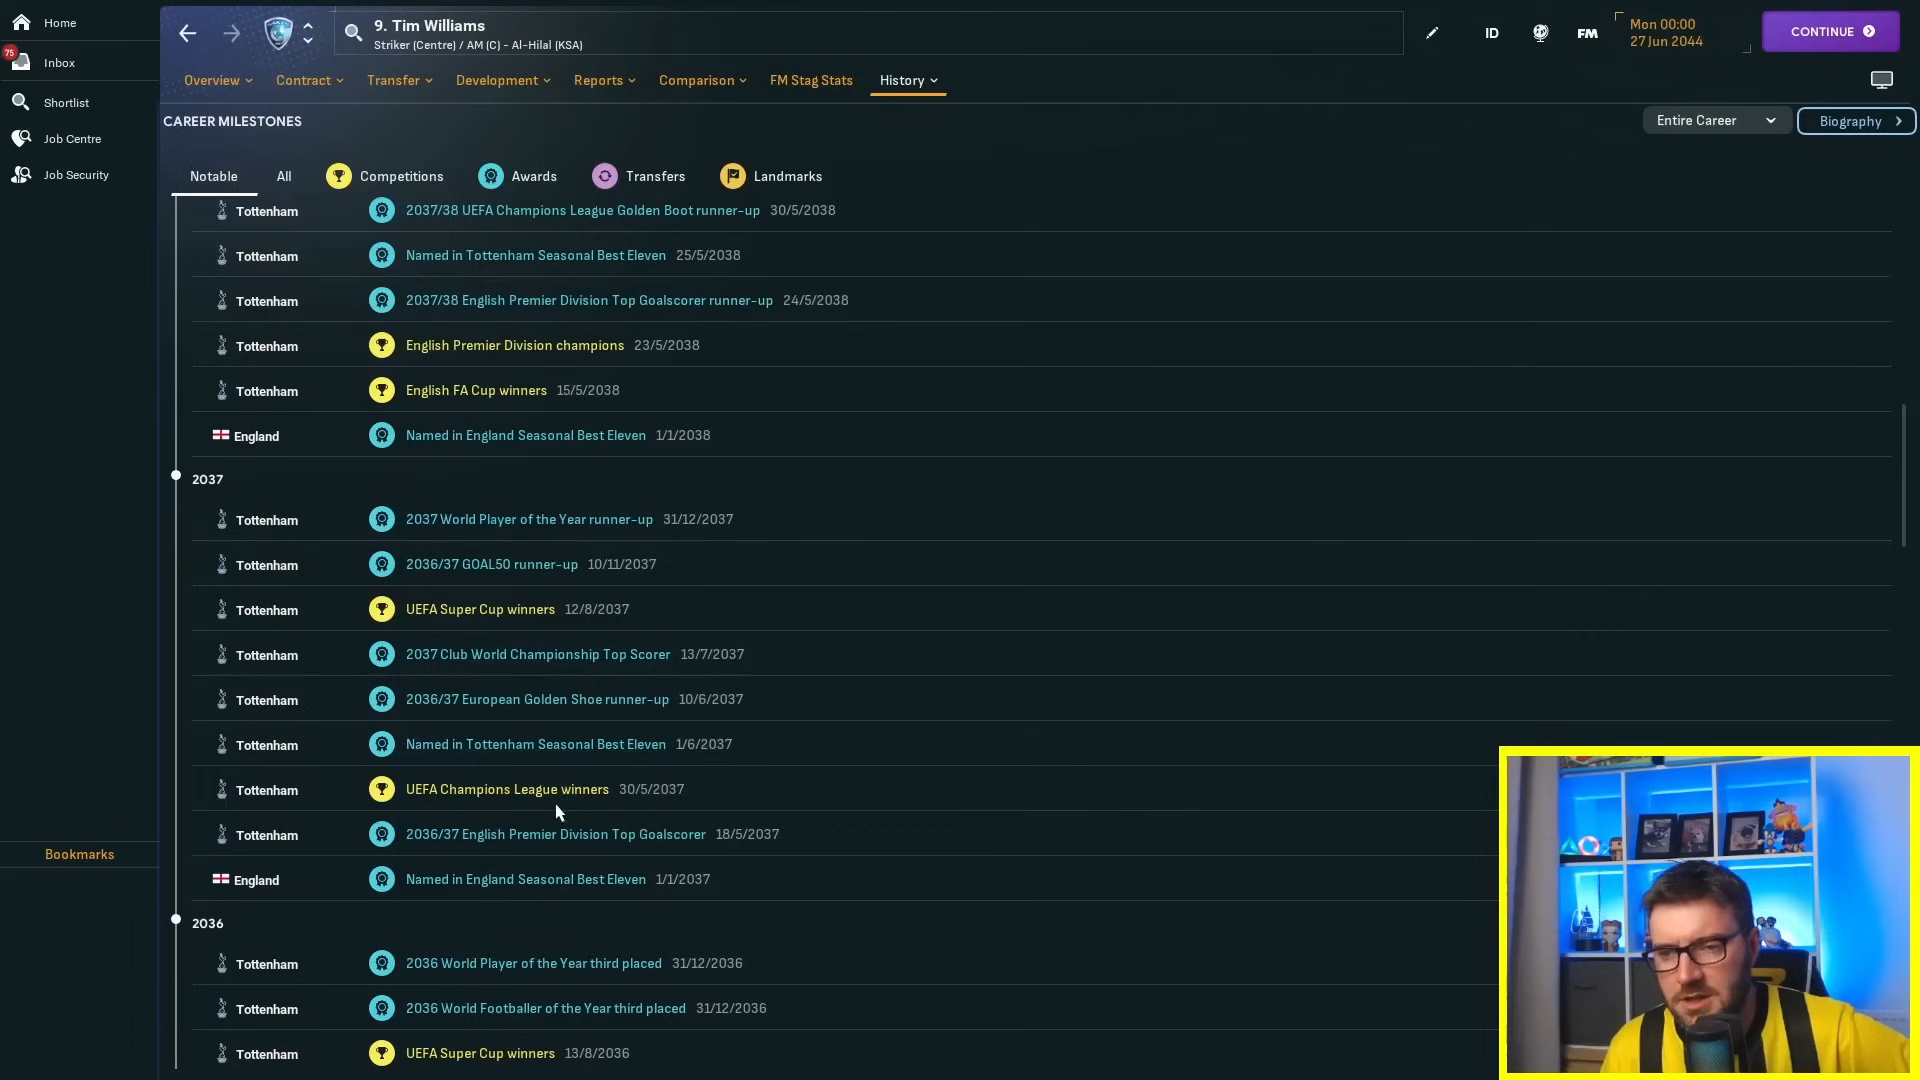 Home
75
Inbox
Shortlist
Job Centre
Job Security
Bookmarks
9. Tim Williams
Striker (Centre) / AM (C) - Al-Hilal (KSA)
ID
FM
Mon 00:00
27 Jun 2044
CONTINUE
Overview
Contract
Transfer
Development
Reports
Comparison
FM Stag Stats
History
CAREER MILESTONES
Entire Career
Biography
Notable
All
Competitions
Awards
Transfers
Landmarks
Tottenham 2037/38 UEFA Champions League Golden Boot runner-up 30/5/2038
Tottenham Named in Tottenham Seasonal Best Eleven 25/5/2038
Tottenham 2037/38 English Premier Division Top Goalscorer runner-up 24/5/2038
Tottenham English Premier Division champions 23/5/2038
Tottenham English FA Cup winners 15/5/2038
England Named in England Seasonal Best Eleven 1/1/2038
2037
Tottenham 2037 World Player of the Year runner-up 31/12/2037
Tottenham 2036/37 GOAL50 runner-up 10/11/2037
Tottenham UEFA Super Cup winners 12/8/2037
Tottenham 2037 Club World Championship Top Scorer 13/7/2037
Tottenham 2036/37 European Golden Shoe runner-up 10/6/2037
Tottenham Named in Tottenham Seasonal Best Eleven 1/6/2037
Tottenham UEFA Champions League winners 30/5/2037
Tottenham 2036/37 English Premier Division Top Goalscorer 18/5/2037
England Named in England Seasonal Best Eleven 1/1/2037
2036
Tottenham 2036 World Player of the Year third placed 31/12/2036
Tottenham 2036 World Footballer of the Year third placed 31/12/2036
Tottenham UEFA Super Cup winners 13/8/2036